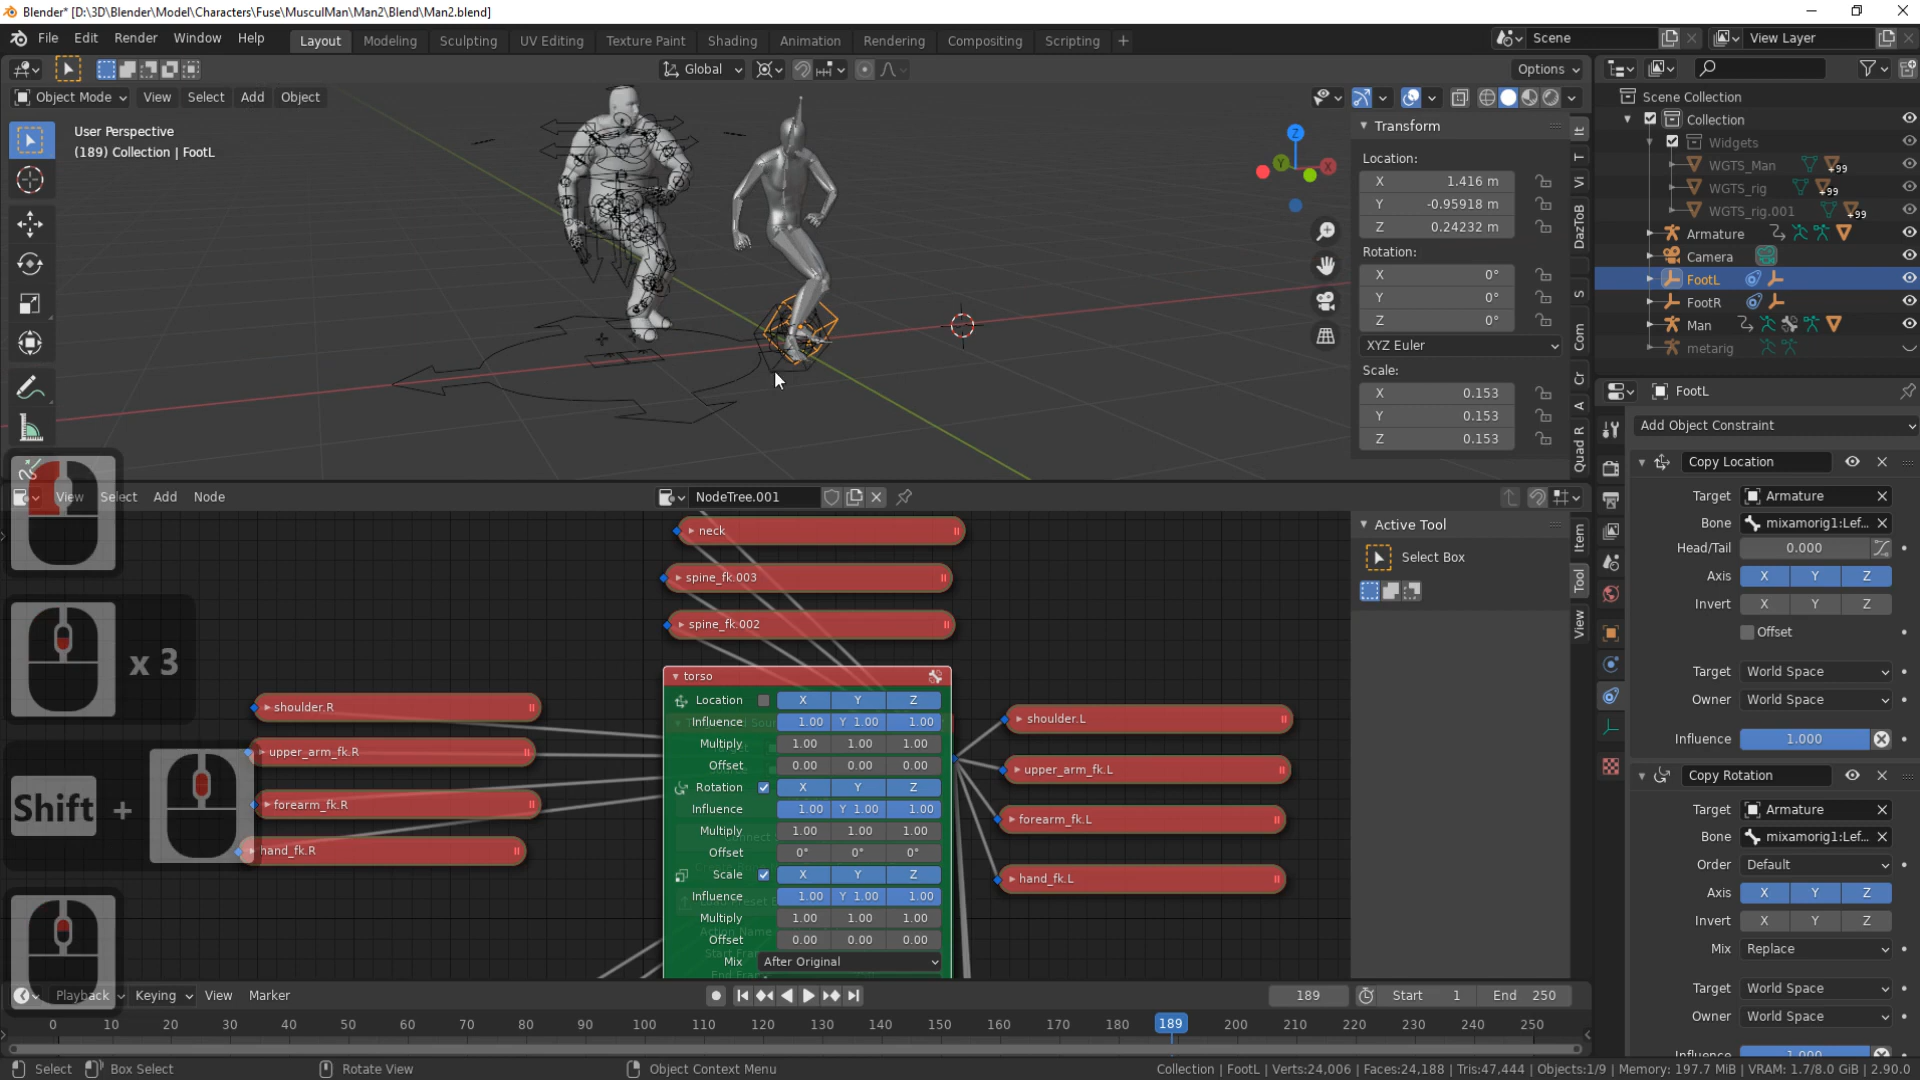 Blender* [D:\3D\Blender\Model\Characters\Fuse\MusculMan\Man2\Blend\Man2.blend]
File Edit Render Window Help
Layout Modeling Sculpting UV Editing Texture Paint Shading Animation Rendering Compositing Scripting +
Scene
View Layer
Global
Options
Object Mode View Select Add Object
User Perspective
(189) Collection | FootL
Z
Y
X
Transform
Location:
X 1.416 m
Y -0.95918 m
Z 0.24232 m
Rotation:
X 0°
Y 0°
Z 0°
XYZ Euler
Scale:
X 0.153
Y 0.153
Z 0.153
It
T
Vi
DazToB
S
Com
Cr
A
Quad R
Scene Collection
Collection
Widgets
WGTS_Man +99
WGTS_rig +99
WGTS_rig.001 +99
Armature
Camera
FootL
FootR
Man
metarig
FootL
Add Object Constraint
Copy Location
Target Armature
Bone mixamorig1:Lef...
Head/Tail 0.000
Axis X Y Z
Invert X Y Z
Offset
Target World Space
Owner World Space
Influence 1.000
Copy Rotation
Target Armature
Bone mixamorig1:Lef...
Order Default
Axis X Y Z
Invert X Y Z
Mix Replace
Target World Space
Owner World Space
Influence 1.000
View Select Add Node
NodeTree.001
Active Tool
Select Box
Item
Tool
View
neck
spine_fk.003
spine_fk.002
shoulder.R
upper_arm_fk.R
forearm_fk.R
hand_fk.R
torso
Location X Y Z
Influence 1.00 Y 1.00 1.00
Multiply 1.00 1.00 1.00
Offset 0.00 0.00 0.00
Rotation X Y Z
Influence 1.00 Y 1.00 1.00
Multiply 1.00 1.00 1.00
Offset 0° 0° 0°
Scale X Y Z
Influence 1.00 Y 1.00 1.00
Multiply 1.00 1.00 1.00
Offset 0.00 0.00 0.00
Mix After Original
shoulder.L
upper_arm_fk.L
forearm_fk.L
hand_fk.L
x 3
Shift +
Playback Keying View Marker
189 Start 1 End 250
0 10 20 30 40 50 60 70 80 90 100 110 120 130 140 150 160 170 180 189 200 210 220 230 240 250
Select Box Select Rotate View Object Context Menu
Collection | FootL | Verts:24,006 | Faces:24,188 | Tris:47,444 | Objects:1/9 | Memory: 197.7 MiB | VRAM: 1.7/8.0 GiB | 2.90.0